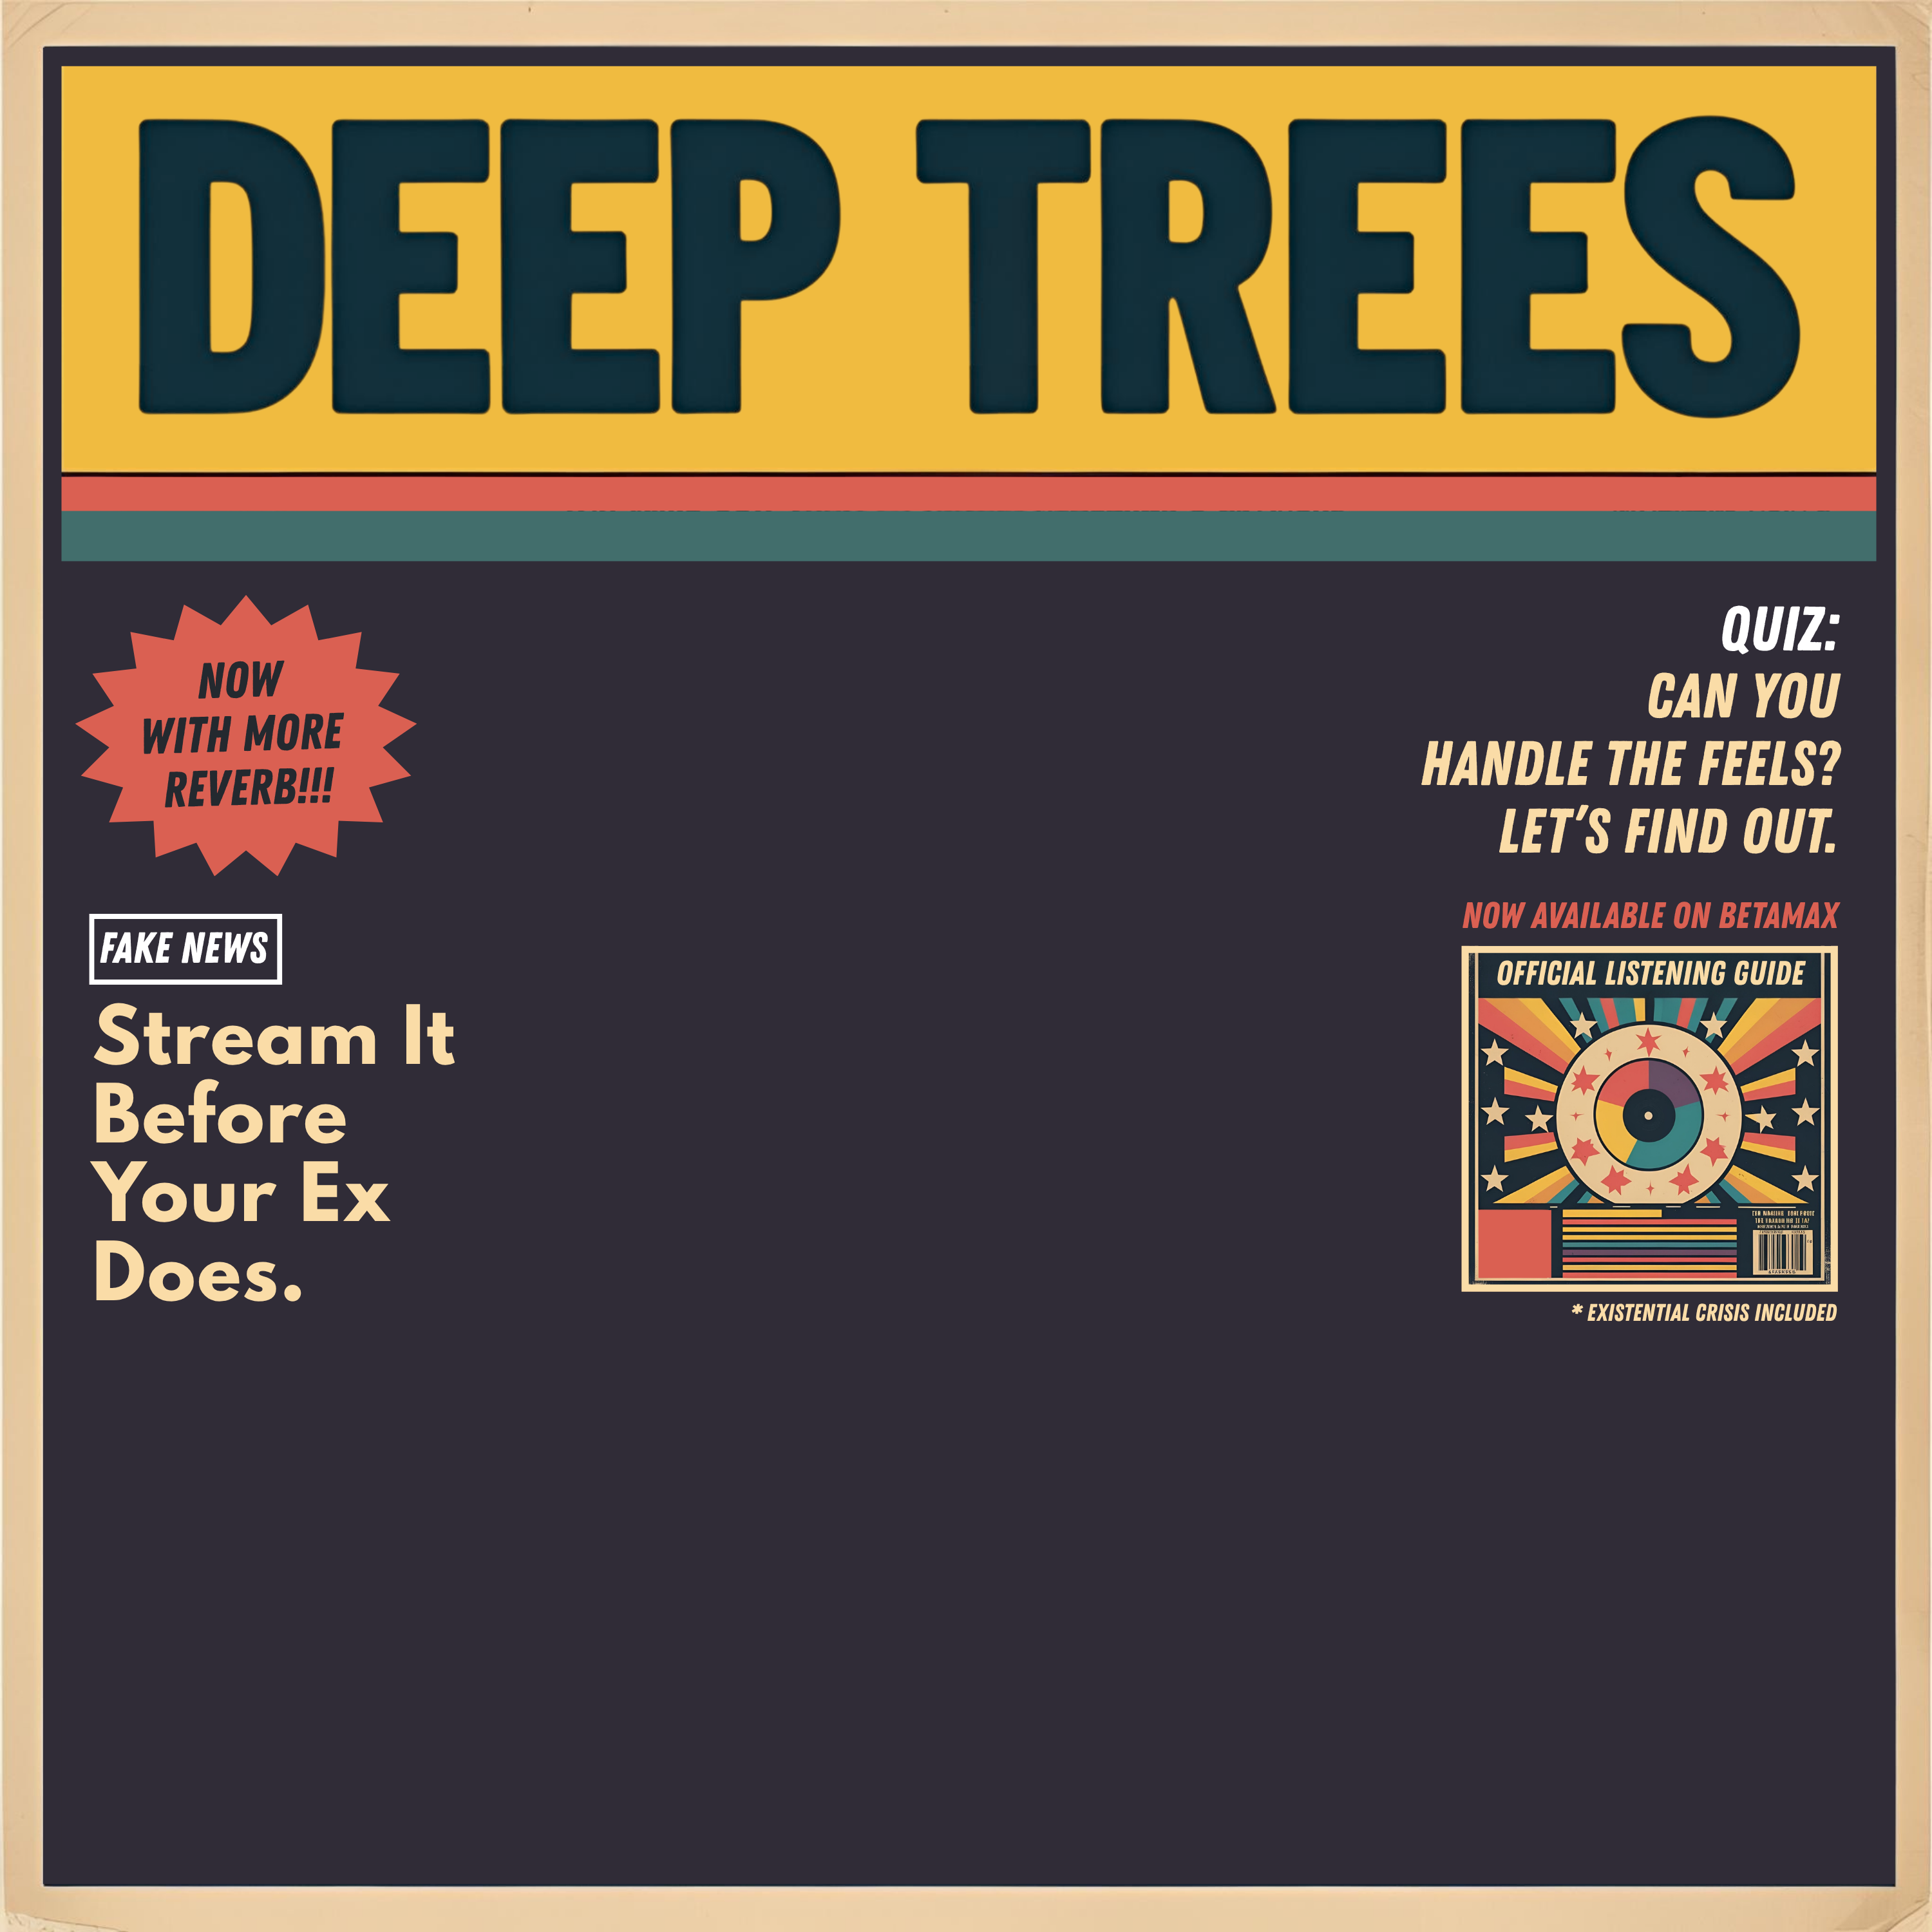 DEEP TREES
NOW
WITH MORE
REVERB!!!
FAKE NEWS
Stream It
Before
Your Ex
Does.
QUIZ:
CAN YOU
HANDLE THE FEELS?
LET'S FIND OUT.
NOW AVAILABLE ON BETAMAX
OFFICIAL LISTENING GUIDE
* EXISTENTIAL CRISIS INCLUDED